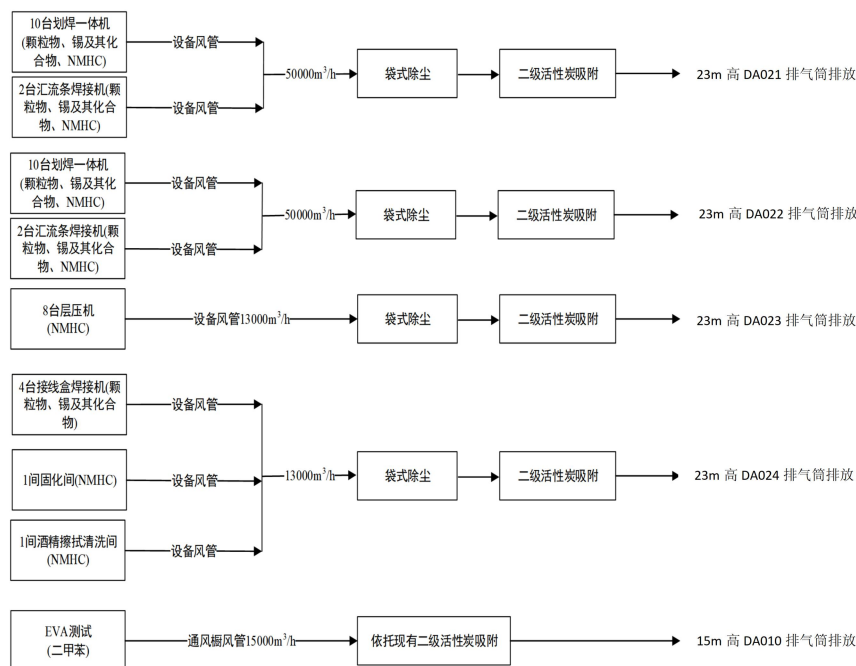 10台划焊一体机
(颗粒物、锡及其化
合物、NMHC)
设备风管
2台汇流条焊接机(颗
粒物、锡及其化合
物、NMHC)
设备风管
50000m³/h
袋式除尘
二级活性炭吸附
23m 高 DA021 排气筒排放
10台划焊一体机
(颗粒物、锡及其化
合物、NMHC)
设备风管
2台汇流条焊接机(颗
粒物、锡及其化合
物、NMHC)
设备风管
50000m³/h
袋式除尘
二级活性炭吸附
23m 高 DA022 排气筒排放
8台层压机
(NMHC)
设备风管13000m³/h
袋式除尘
二级活性炭吸附
23m 高 DA023 排气筒排放
4台接线盒焊接机(颗
粒物、锡及其化合
物)
设备风管
1间固化间(NMHC)
设备风管
1间酒精擦拭清洗间
(NMHC)
设备风管
13000m³/h
袋式除尘
二级活性炭吸附
23m 高 DA024 排气筒排放
EVA测试
(二甲苯)
通风橱风管15000m³/h
依托现有二级活性炭吸附
15m 高 DA010 排气筒排放